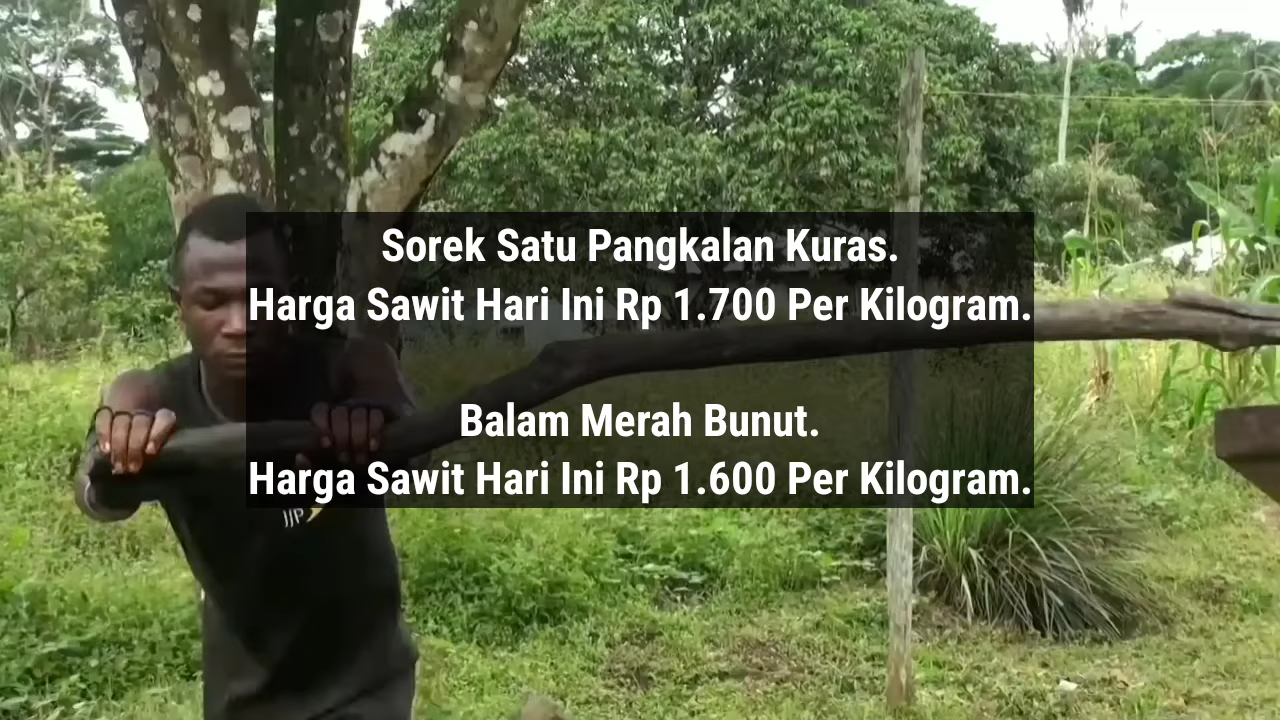 Sorek Satu Pangkalan Kuras.
Harga Sawit Hari Ini Rp 1.700 Per Kilogram.
Balam Merah Bunut.
Harga Sawit Hari Ini Rp 1.600 Per Kilogram.
JJP